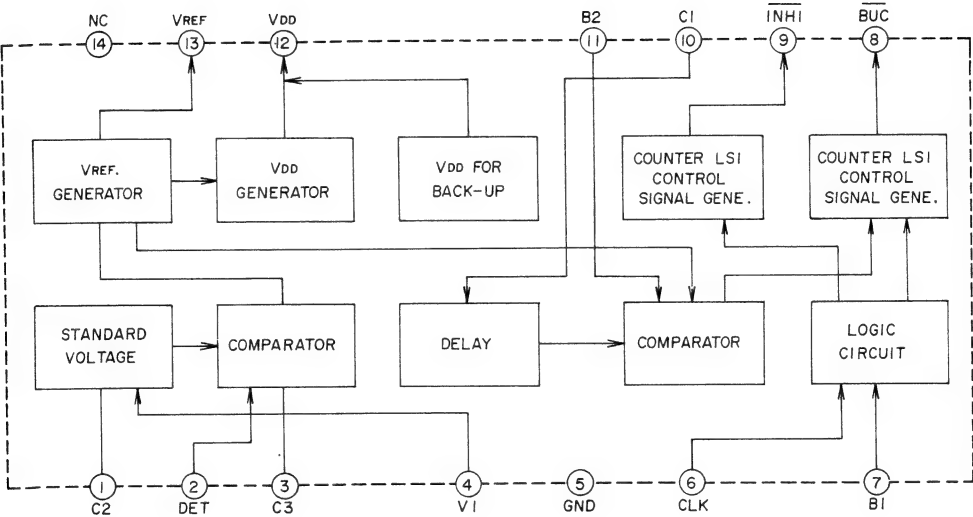 NC VREF VDD B2 C1 INH1 BUC
14 13 12 11 10 9 8
VREF.
GENERATOR
VDD
GENERATOR
VDD FOR
BACK-UP
COUNTER LSI
CONTROL
SIGNAL GENE.
COUNTER LSI
CONTROL
SIGNAL GENE.
STANDARD
VOLTAGE
COMPARATOR
DELAY
COMPARATOR
LOGIC
CIRCUIT
1 2 3 4 5 6 7
C2 DET C3 V1 GND CLK B1